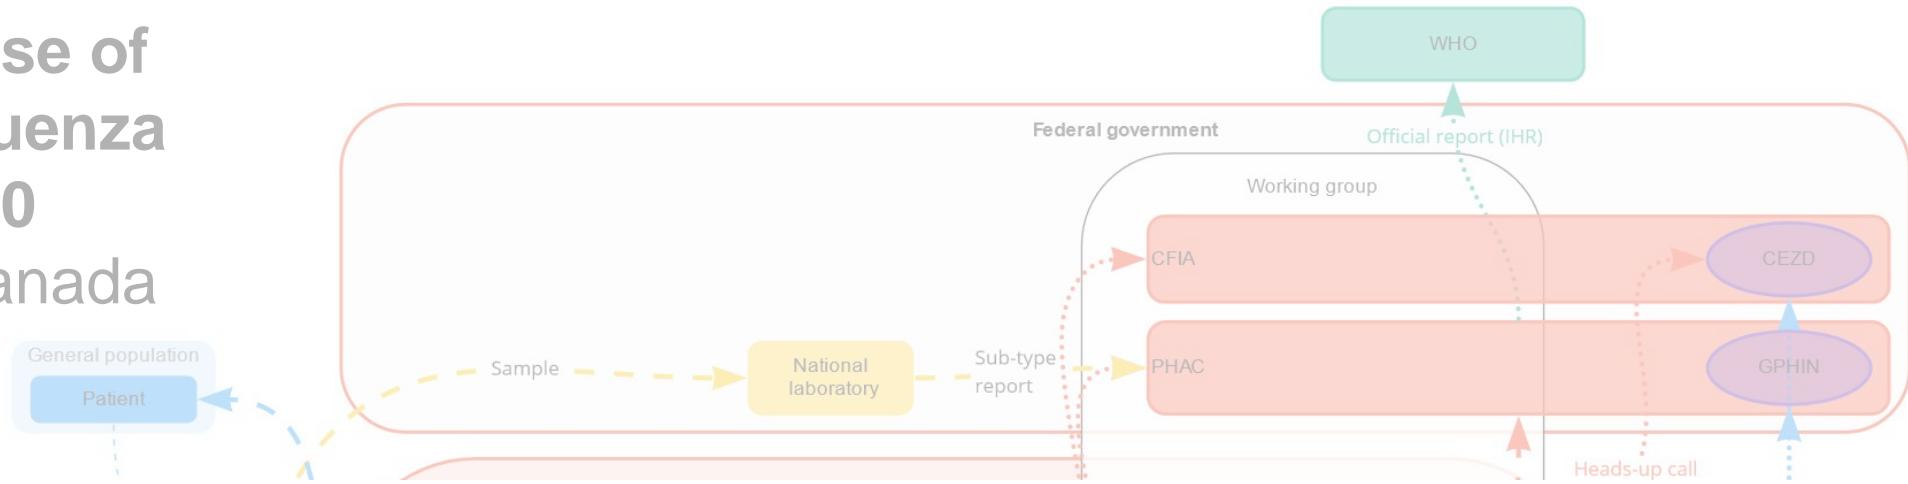 se of
uenza
0
anada
WHO
Federal government
Official report (IHR)
Working group
CFIA
CEZD
General population
Patient
Sample
National
laboratory
Sub-type
report
PHAC
GPHIN
Heads-up call